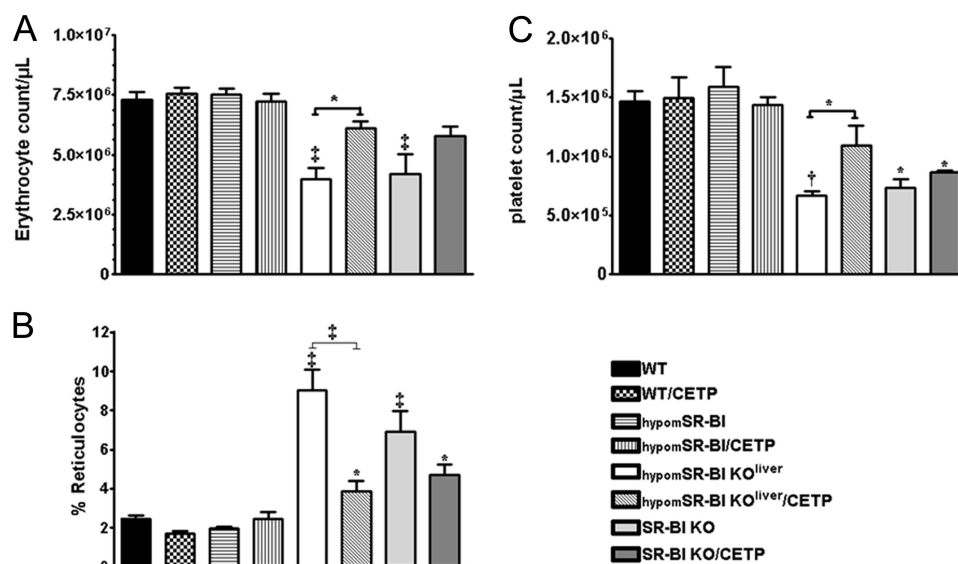 A
Erythrocyte count/µL
1.0×10⁷
7.5×10⁶
5.0×10⁶
2.5×10⁶
0
*
‡
‡
C
platelet count/µL
2.0×10⁶
1.5×10⁶
1.0×10⁶
5.0×10⁵
0
*
†
*
*
B
% Reticulocytes
12
10
8
6
4
2
0
‡
‡
*
‡
*
WT
WT/CETP
hypomSR-BI
hypomSR-BI/CETP
hypomSR-BI KOliver
hypomSR-BI KOliver/CETP
SR-BI KO
SR-BI KO/CETP